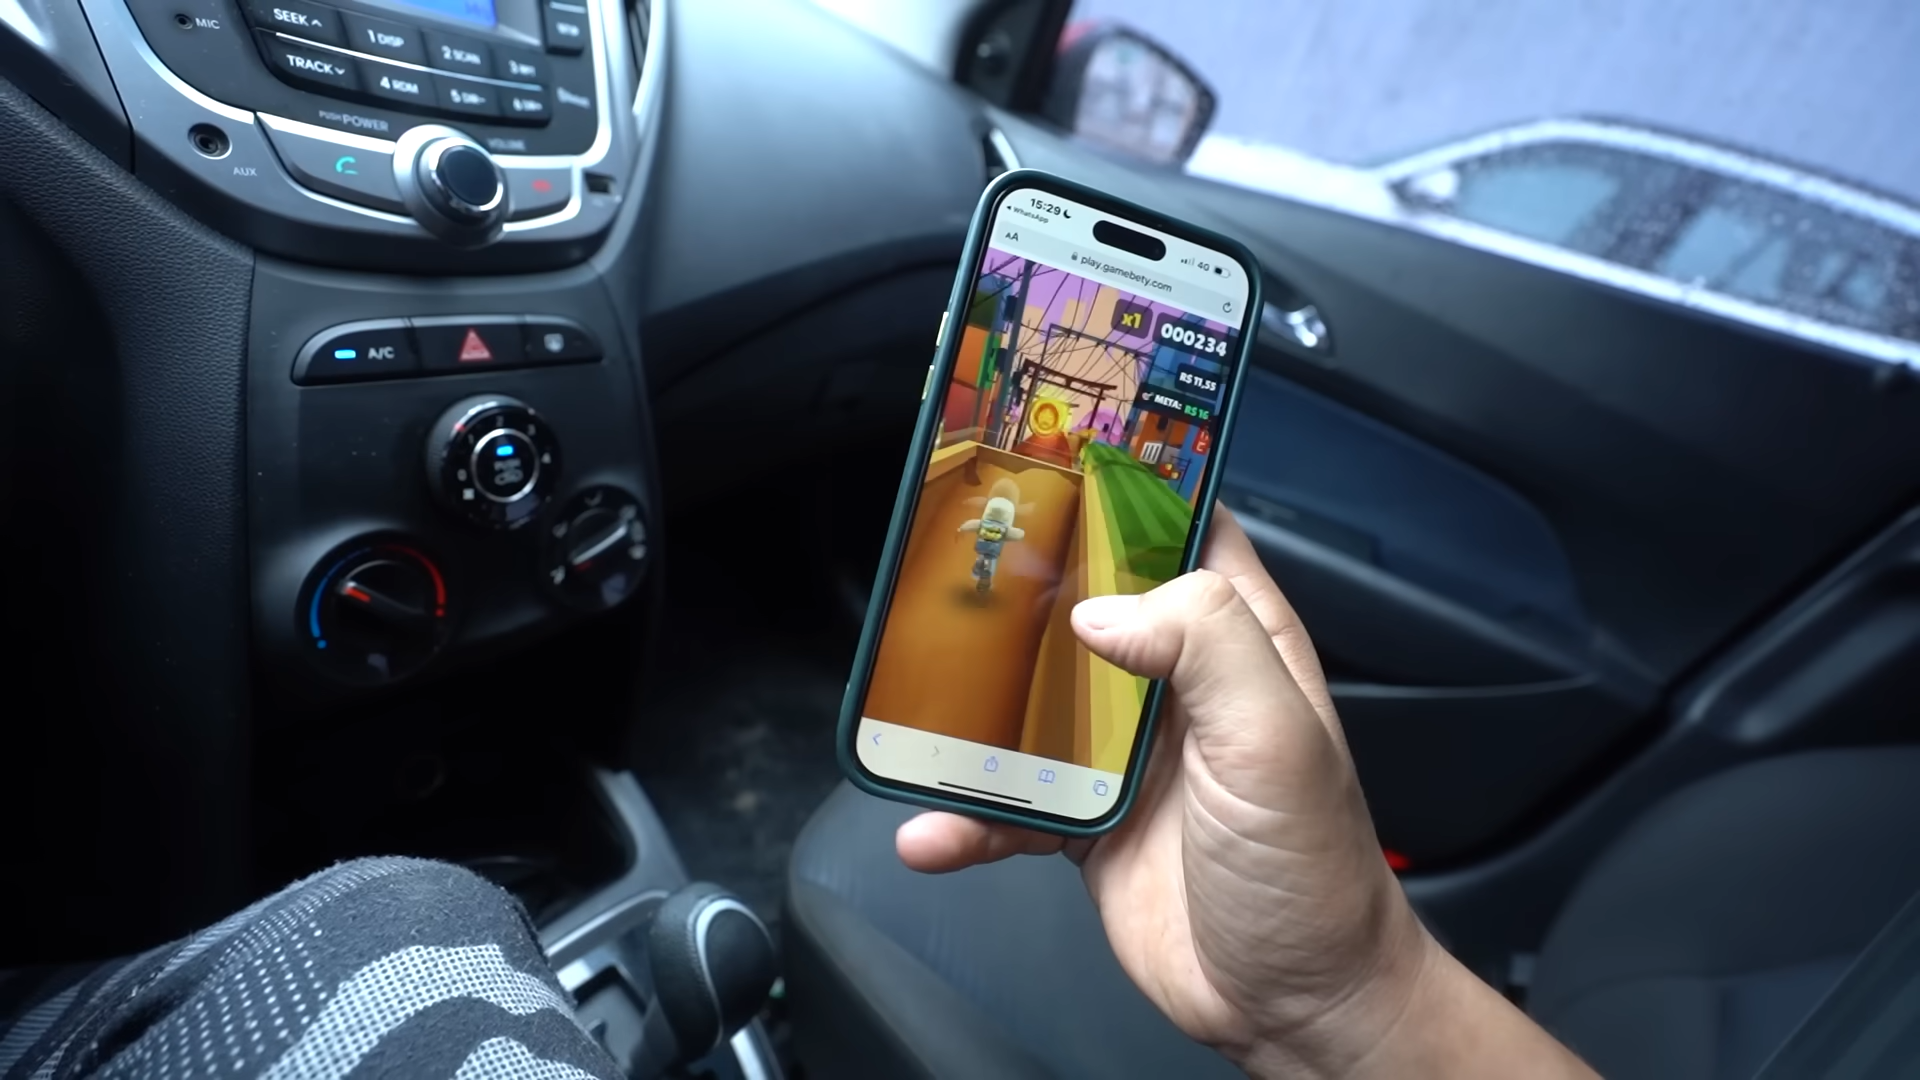 MIC
SEEK
1 DISP
2 SCAN
TRACK
4 RDM
PUSH POWER
VOLUME
AUX
A/C
15:29
WhatsApp
4G
AA
play.gamebety.com
x1
000234
R$ 11,55
META: R$ 16